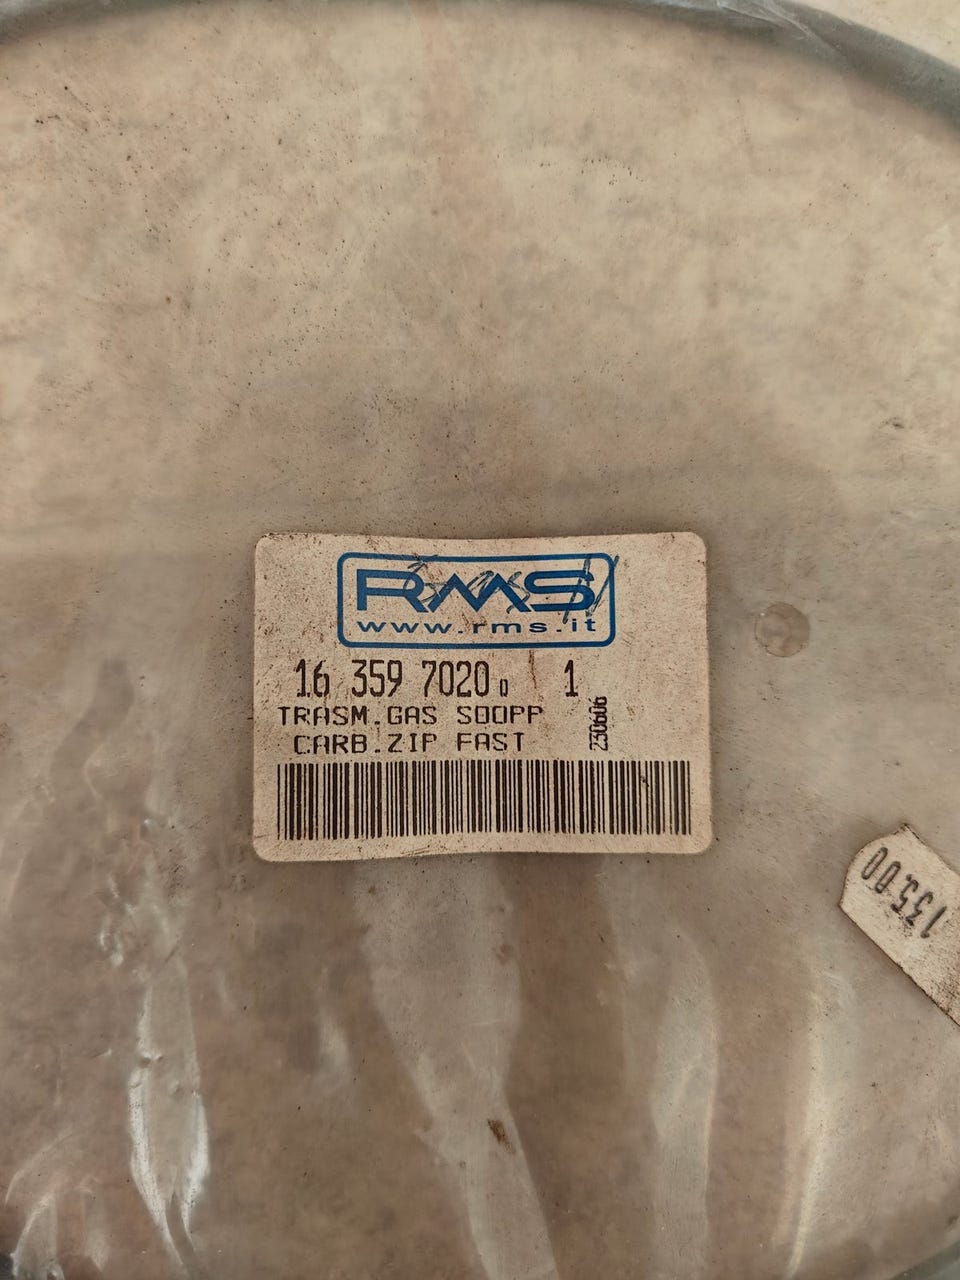 RMS
www.rms.it
16 359 7020 0 1
TRASM.GAS SDOPP
CARB.ZIP FAST
230606
135.00